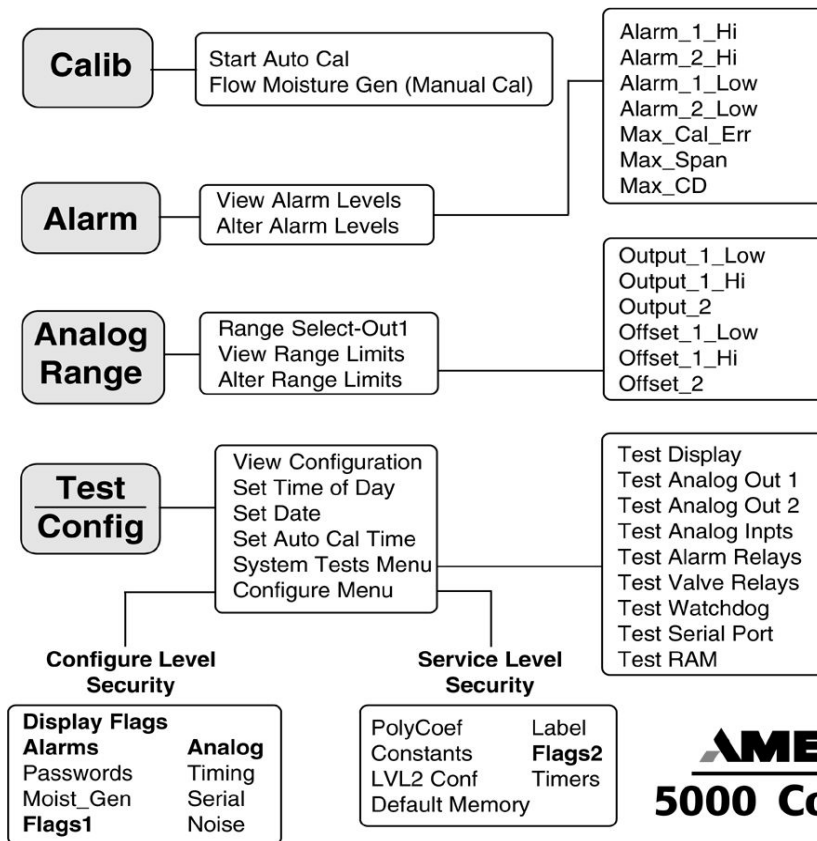 Calib
Start Auto Cal
Flow Moisture Gen (Manual Cal)
Alarm_1_Hi
Alarm_2_Hi
Alarm_1_Low
Alarm_2_Low
Max_Cal_Err
Max_Span
Max_CD
Alarm
View Alarm Levels
Alter Alarm Levels
Analog
Range
Range Select-Out1
View Range Limits
Alter Range Limits
Output_1_Low
Output_1_Hi
Output_2
Offset_1_Low
Offset_1_Hi
Offset_2
Test
Config
View Configuration
Set Time of Day
Set Date
Set Auto Cal Time
System Tests Menu
Configure Menu
Test Display
Test Analog Out 1
Test Analog Out 2
Test Analog Inpts
Test Alarm Relays
Test Valve Relays
Test Watchdog
Test Serial Port
Test RAM
Configure Level
Security
Display Flags
Alarms Analog
Passwords Timing
Moist_Gen Serial
Flags1 Noise
Service Level
Security
PolyCoef Label
Constants Flags2
LVL2 Conf Timers
Default Memory
AME
5000 Co